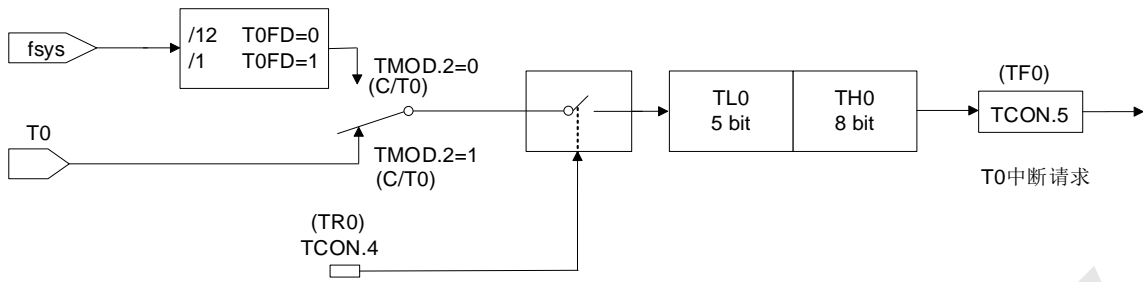 fsys
/12 T0FD=0
/1 T0FD=1
TMOD.2=0
(C/T0)
T0
TMOD.2=1
(C/T0)
(TR0)
TCON.4
TL0
5 bit
TH0
8 bit
(TF0)
TCON.5
T0中断请求